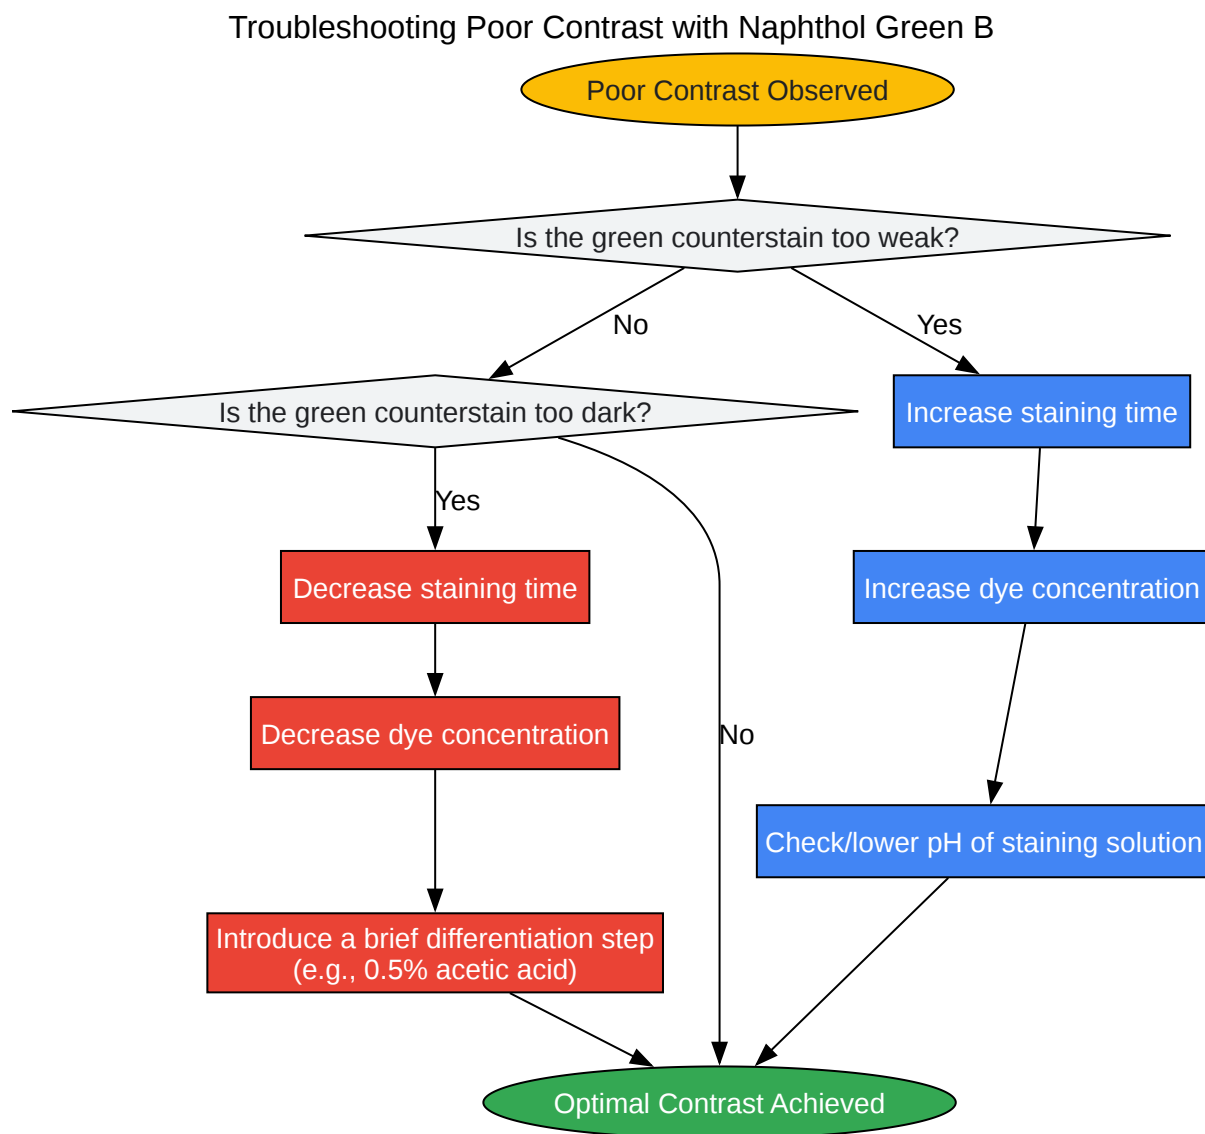 Troubleshooting Poor Contrast with Naphthol Green B
Poor Contrast Observed
Is the green counterstain too weak?
No
Yes
Is the green counterstain too dark?
Increase staining time
Yes
Decrease staining time
Increase dye concentration
Decrease dye concentration
No
Check/lower pH of staining solution
Introduce a brief differentiation step
(e.g., 0.5% acetic acid)
Optimal Contrast Achieved